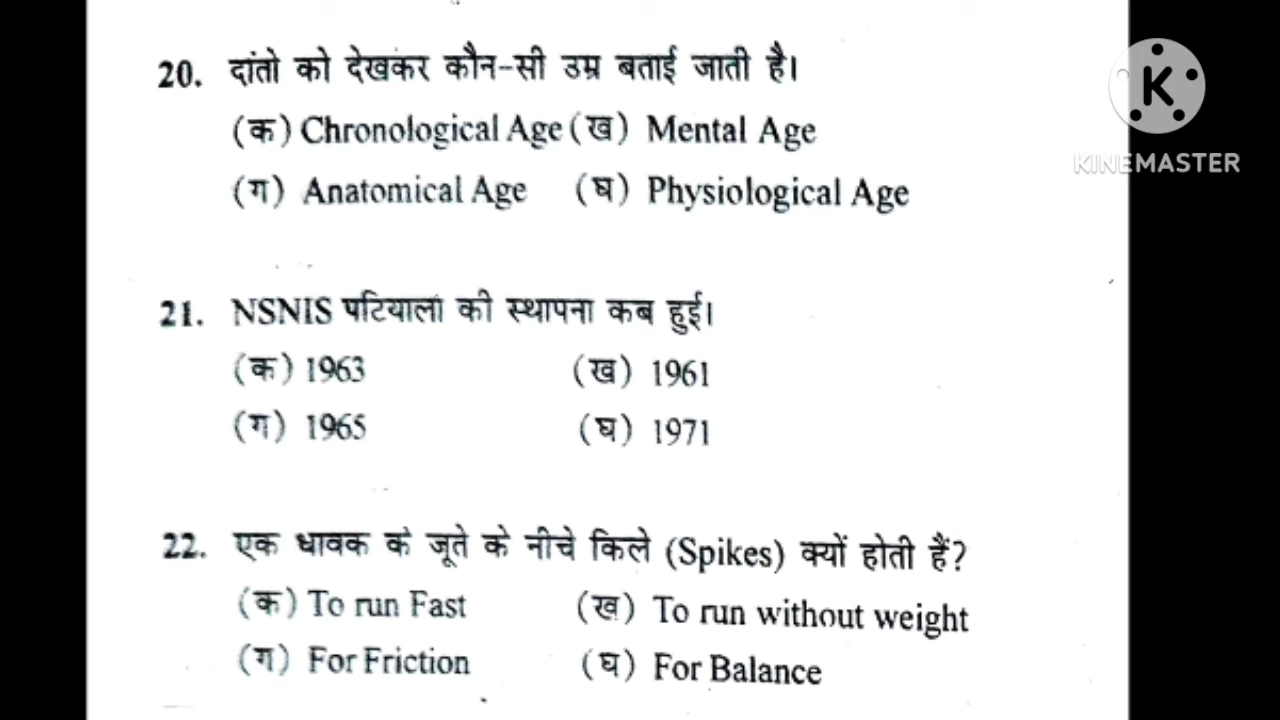 20. दांतो को देखकर कौन-सी उम्र बताई जाती है।
(क) Chronological Age (ख) Mental Age
(ग) Anatomical Age (घ) Physiological Age
K
KINEMASTER
21. NSNIS पटियाला की स्थापना कब हुई।
(क) 1963 (ख) 1961
(ग) 1965 (घ) 1971
22. एक धावक के जूते के नीचे किले (Spikes) क्यों होती हैं?
(क) To run Fast (ख) To run without weight
(ग) For Friction (घ) For Balance